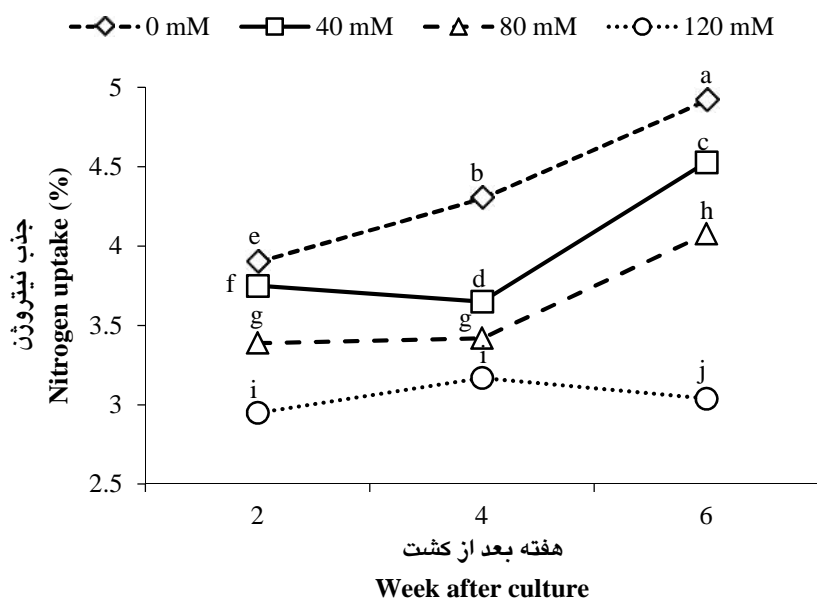 0 mM 40 mM 80 mM 120 mM
جذب نیتروژن
Nitrogen uptake (%)
5
4.5
4
3.5
3
2.5
a
b
c
e
h
f
d
g
g
i
i
j
2 4 6
هفته بعد از کشت
Week after culture